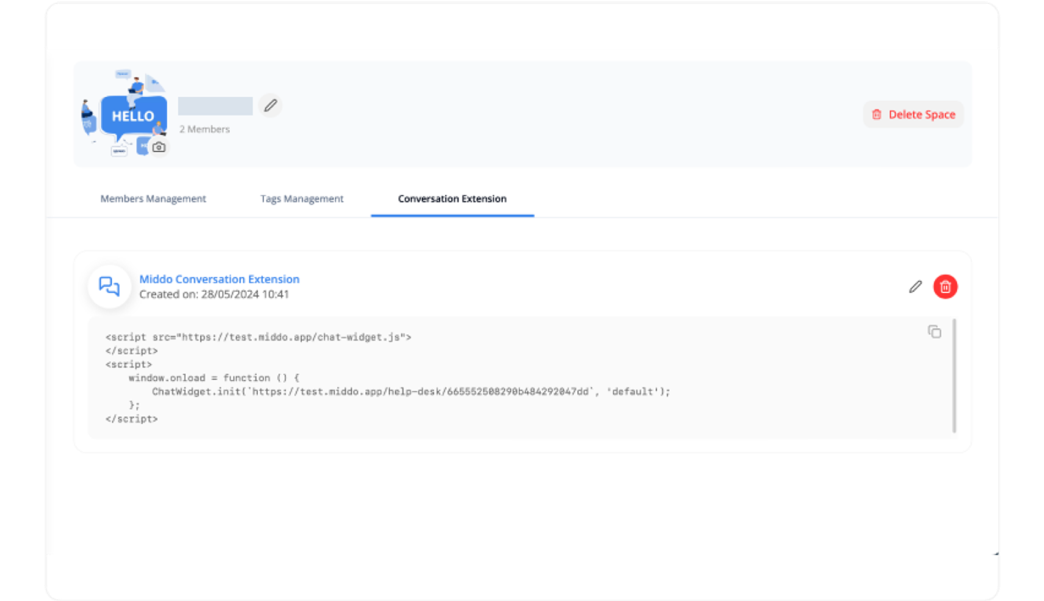 HELLO
2 Members
Delete Space
Members Management
Tags Management
Conversation Extension
Middo Conversation Extension
Created on: 28/05/2024 10:41
<script src="https://test.middo.app/chat-widget.js">
</script>
<script>
window.onload = function () {
ChatWidget.init(`https://test.middo.app/help-desk/665552508290b484292047dd`, 'default');
};
</script>